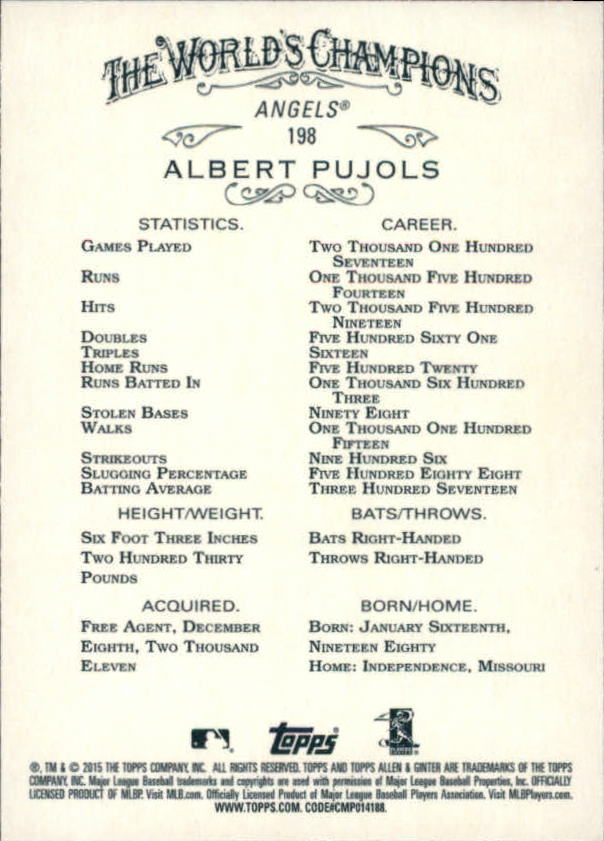 THE WORLD'S CHAMPIONS
ANGELS®
198
ALBERT PUJOLS
STATISTICS. CAREER.
GAMES PLAYED TWO THOUSAND ONE HUNDRED
SEVENTEEN
RUNS ONE THOUSAND FIVE HUNDRED
FOURTEEN
HITS TWO THOUSAND FIVE HUNDRED
NINETEEN
DOUBLES FIVE HUNDRED SIXTY ONE
TRIPLES SIXTEEN
HOME RUNS FIVE HUNDRED TWENTY
RUNS BATTED IN ONE THOUSAND SIX HUNDRED
THREE
STOLEN BASES NINETY EIGHT
WALKS ONE THOUSAND ONE HUNDRED
FIFTEEN
STRIKEOUTS NINE HUNDRED SIX
SLUGGING PERCENTAGE FIVE HUNDRED EIGHTY EIGHT
BATTING AVERAGE THREE HUNDRED SEVENTEEN
HEIGHT/WEIGHT. BATS/THROWS.
SIX FOOT THREE INCHES BATS RIGHT-HANDED
TWO HUNDRED THIRTY THROWS RIGHT-HANDED
POUNDS
ACQUIRED. BORN/HOME.
FREE AGENT, DECEMBER BORN: JANUARY SIXTEENTH,
EIGHTH, TWO THOUSAND NINETEEN EIGHTY
ELEVEN HOME: INDEPENDENCE, MISSOURI
topps
®, TM & © 2015 THE TOPPS COMPANY, INC. ALL RIGHTS RESERVED. TOPPS AND TOPPS ALLEN & GINTER ARE TRADEMARKS OF THE TOPPS
COMPANY, INC. Major League Baseball trademarks and copyrights are used with permission of Major League Baseball Properties, Inc. OFFICIALLY
LICENSED PRODUCT OF MLBP. Visit MLB.com. Officially Licensed Product of Major League Baseball Players Association. Visit MLBPlayers.com.
WWW.TOPPS.COM. CODE#CMP014188.